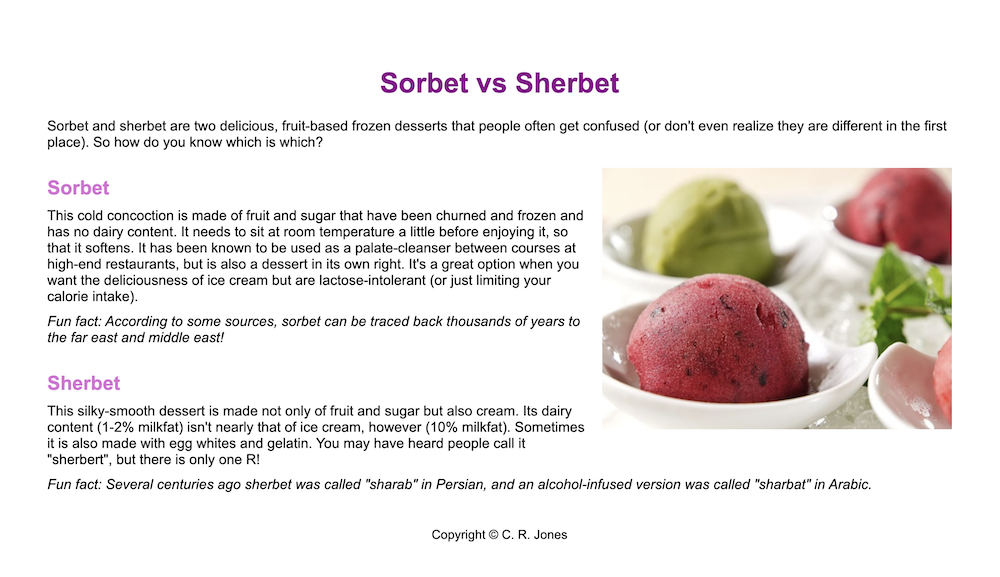 Sorbet vs Sherbet
Sorbet and sherbet are two delicious, fruit-based frozen desserts that people often get confused (or don't even realize they are different in the first
place). So how do you know which is which?
Sorbet
This cold concoction is made of fruit and sugar that have been churned and frozen and
has no dairy content. It needs to sit at room temperature a little before enjoying it, so
that it softens. It has been known to be used as a palate-cleanser between courses at
high-end restaurants, but is also a dessert in its own right. It's a great option when you
want the deliciousness of ice cream but are lactose-intolerant (or just limiting your
calorie intake).
Fun fact: According to some sources, sorbet can be traced back thousands of years to
the far east and middle east!
Sherbet
This silky-smooth dessert is made not only of fruit and sugar but also cream. Its dairy
content (1-2% milkfat) isn't nearly that of ice cream, however (10% milkfat). Sometimes
it is also made with egg whites and gelatin. You may have heard people call it
"sherbert", but there is only one R!
Fun fact: Several centuries ago sherbet was called "sharab" in Persian, and an alcohol-infused version was called "sharbat" in Arabic.
Copyright © C. R. Jones